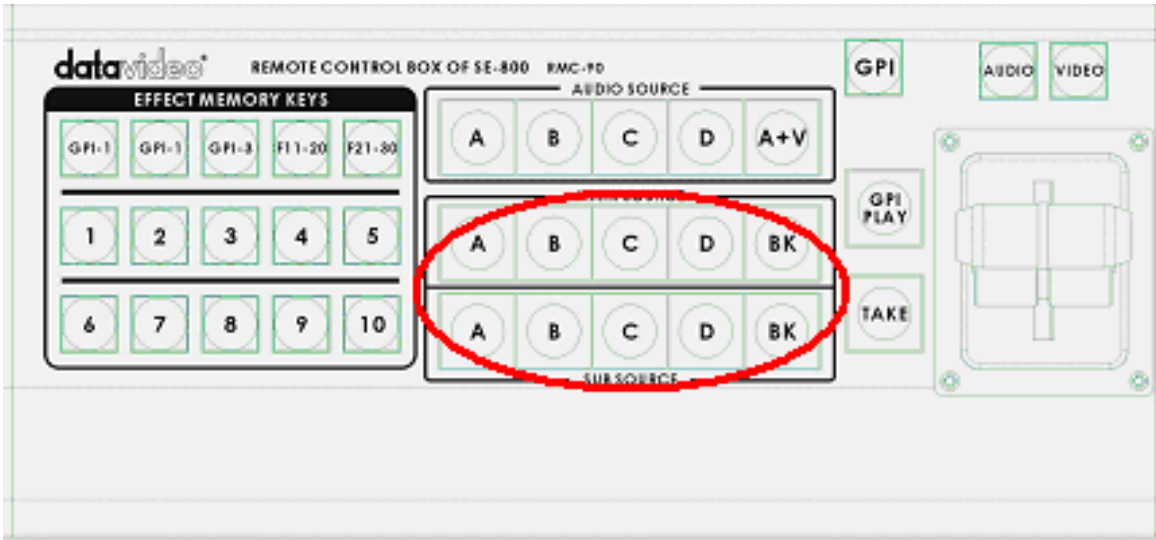 datavideo® REMOTE CONTROL BOX OF SE-800 RMC-90
GPI
AUDIO VIDEO
EFFECT MEMORY KEYS
GPI-1 GPI-1 GPI-3 F11-20 F21-30
1 2 3 4 5
6 7 8 9 10
AUDIO SOURCE
A B C D A+V
A B C D BK
A B C D BK
SUB SOURCE
GPI
PLAY
TAKE